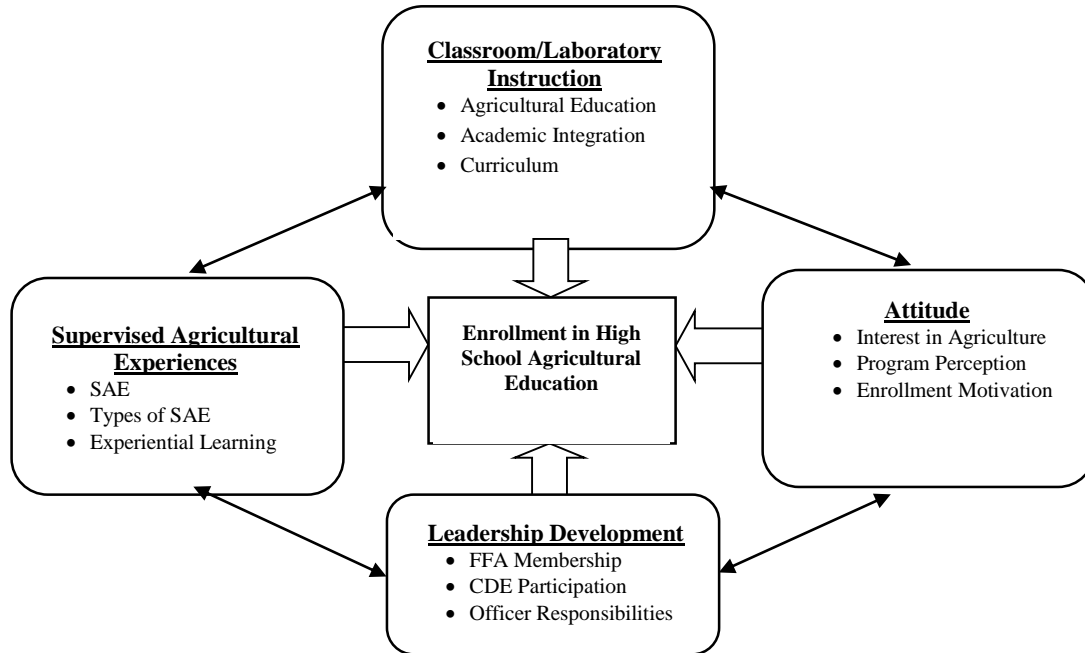 Classroom/Laboratory
Instruction
• Agricultural Education
• Academic Integration
• Curriculum
Supervised Agricultural
Experiences
• SAE
• Types of SAE
• Experiential Learning
Enrollment in High
School Agricultural
Education
Attitude
• Interest in Agriculture
• Program Perception
• Enrollment Motivation
Leadership Development
• FFA Membership
• CDE Participation
• Officer Responsibilities